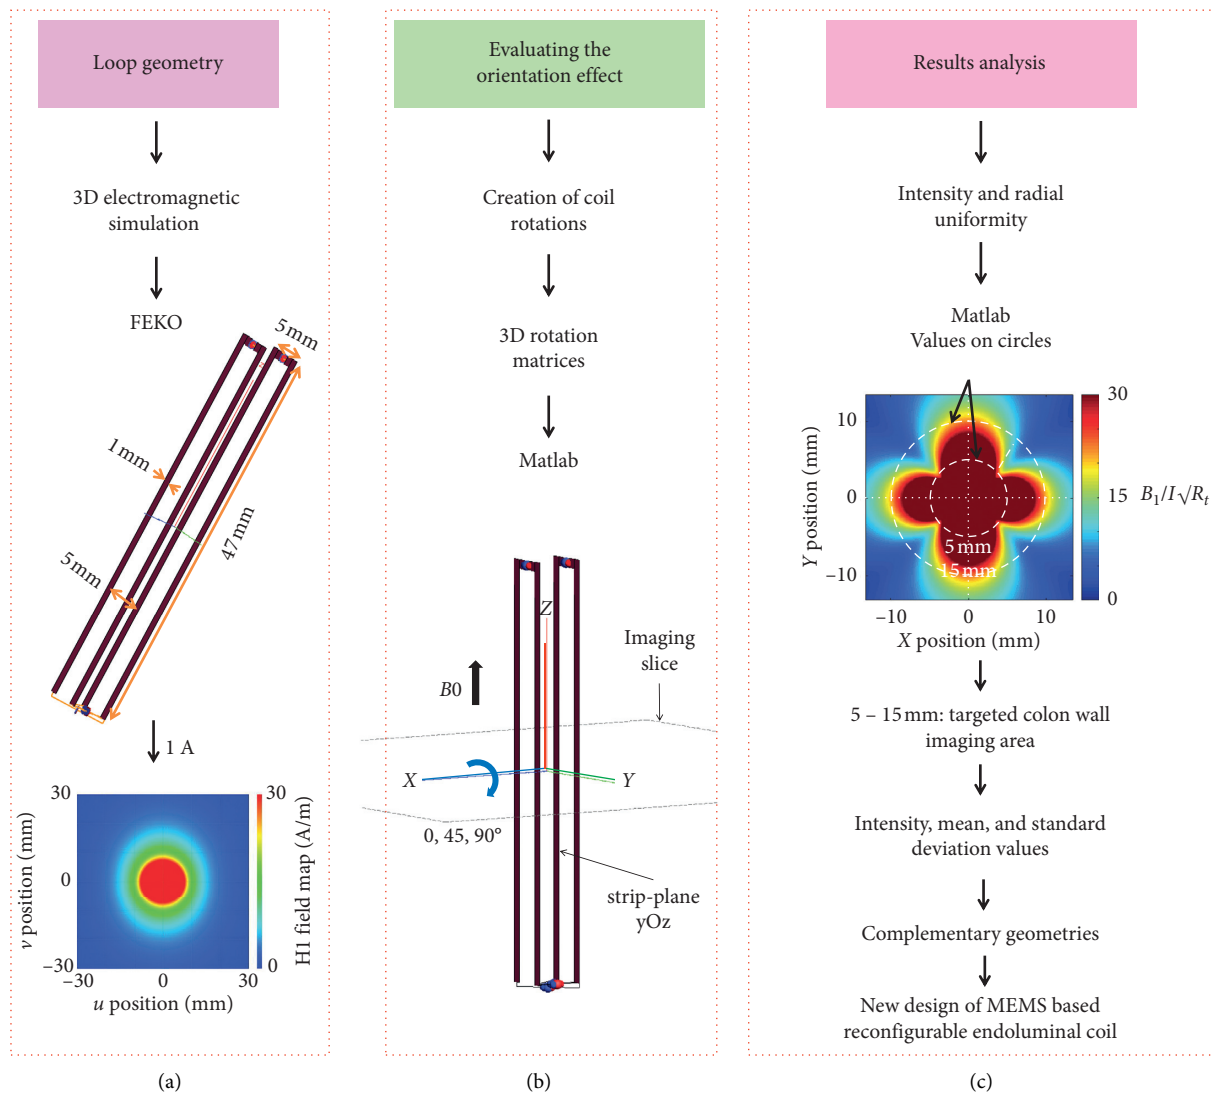 Loop geometry
3D electromagnetic
simulation
FEKO
5 mm
1 mm
47 mm
5 mm
1 A
30
0
−30
v position (mm)
−30
0
30
u position (mm)
30
0
H1 field map (A/m)
(a)
Evaluating the
orientation effect
Creation of coil
rotations
3D rotation
matrices
Matlab
Z
Imaging
slice
B0
X
Y
0, 45, 90°
strip-plane
yOz
(b)
Results analysis
Intensity and radial
uniformity
Matlab
Values on circles
10
0
−10
Y position (mm)
5 mm
15 mm
−10
0
10
X position (mm)
30
15
0
B1/I√Rt
5 – 15 mm: targeted colon wall
imaging area
Intensity, mean, and standard
deviation values
Complementary geometries
New design of MEMS based
reconfigurable endoluminal coil
(c)